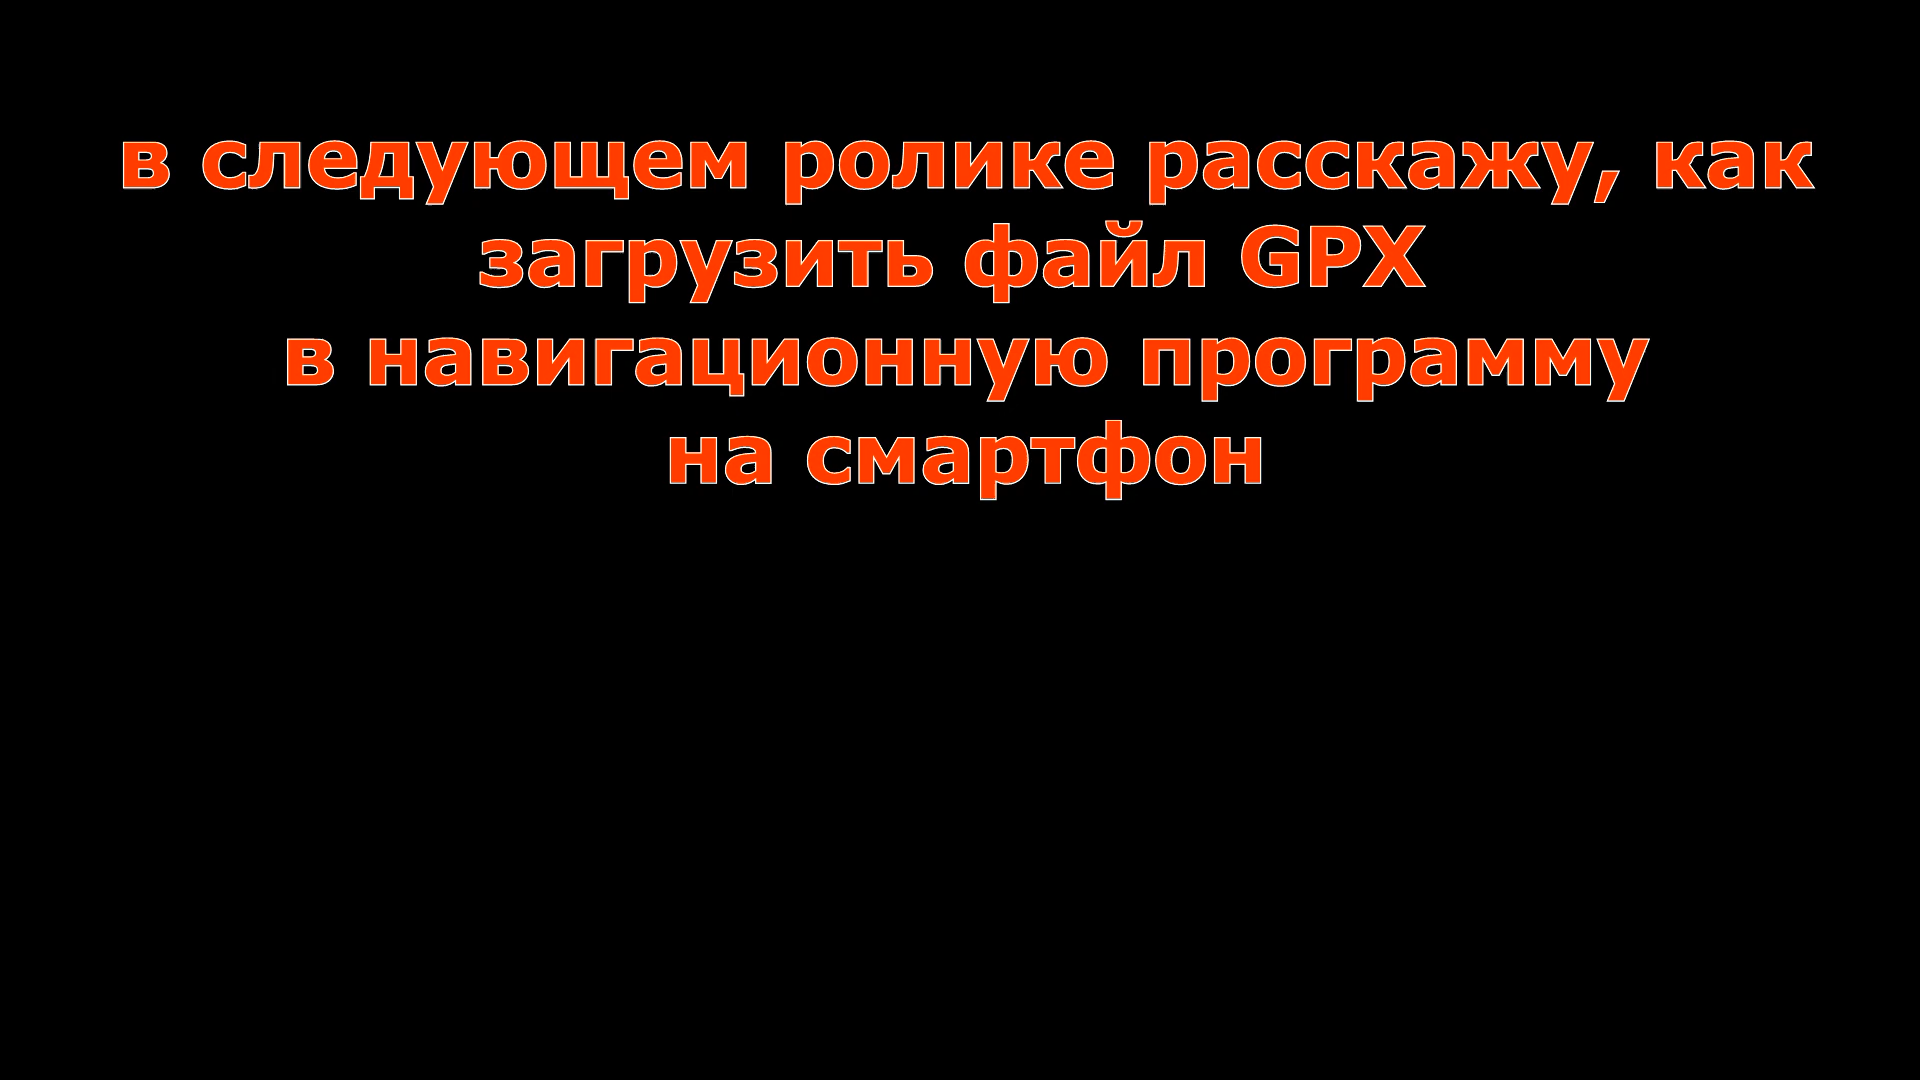 в следующем ролике расскажу, как
загрузить файл GPX
в навигационную программу
на смартфон